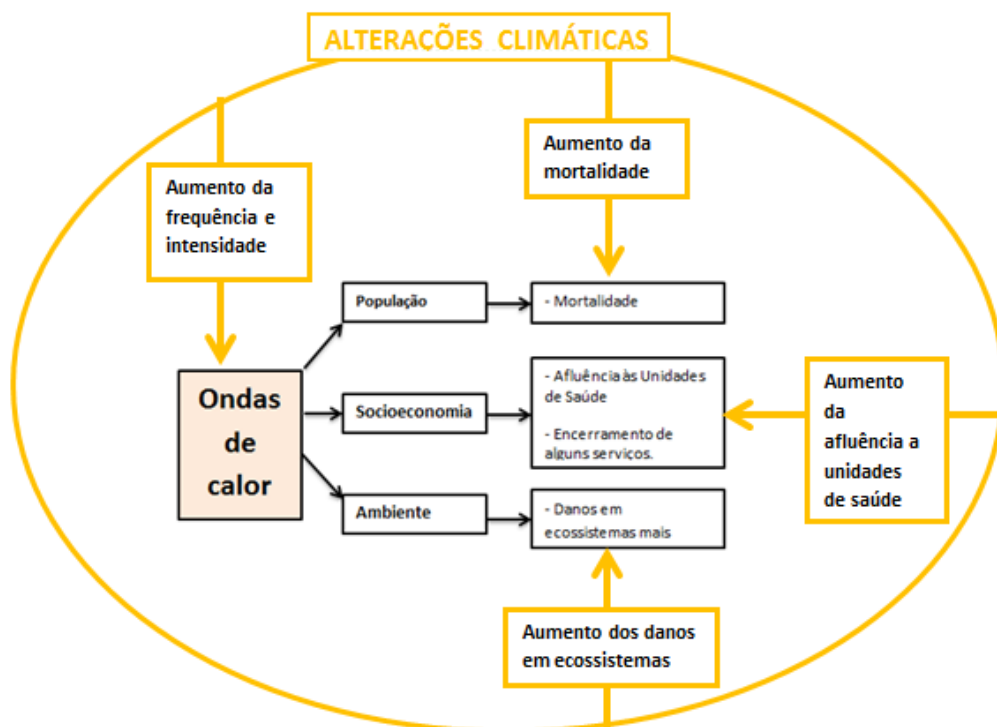 ALTERAÇÕES CLIMÁTICAS
Aumento da
mortalidade
Aumento da
frequência e
intensidade
População
- Mortalidade
Ondas
de
calor
Socioeconomia
- Afluência às Unidades
de Saúde
- Encerramento de
alguns serviços.
Aumento
da
afluência a
unidades
de saúde
Ambiente
- Danos em
ecossistemas mais
Aumento dos danos
em ecossistemas